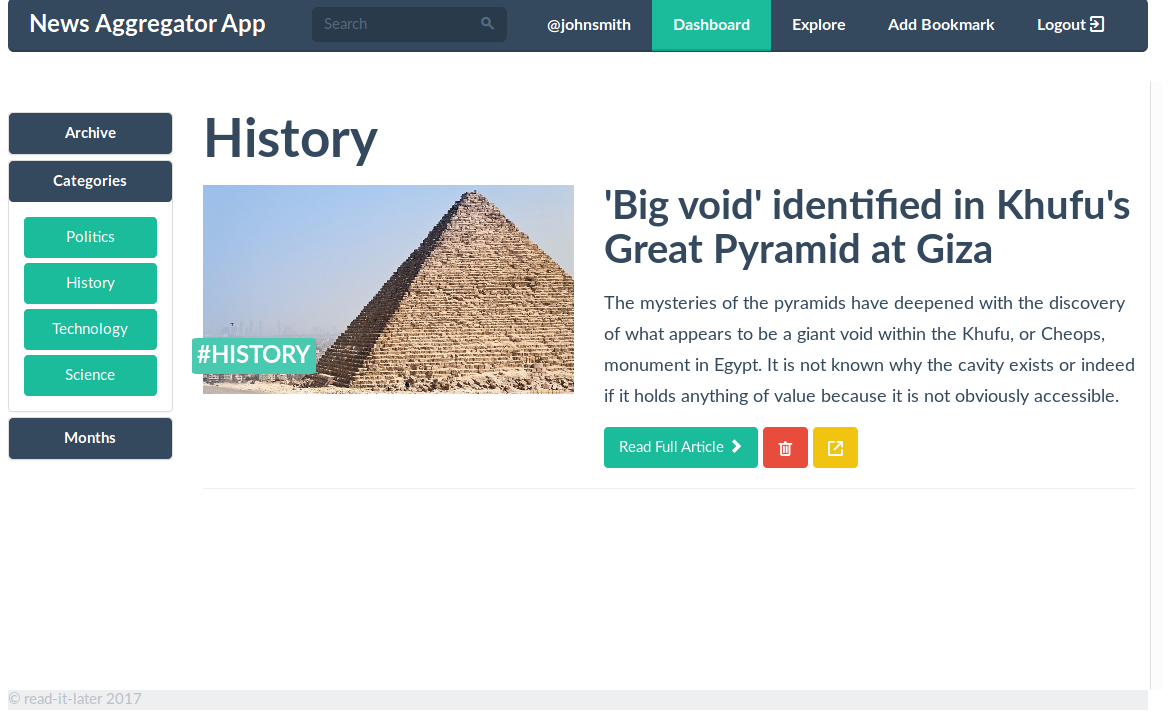 News Aggregator App
Search
@johnsmith
Dashboard
Explore
Add Bookmark
Logout
Archive
Categories
Politics
History
Technology
Science
Months
History
#HISTORY
'Big void' identified in Khufu's
Great Pyramid at Giza
The mysteries of the pyramids have deepened with the discovery
of what appears to be a giant void within the Khufu, or Cheops,
monument in Egypt. It is not known why the cavity exists or indeed
if it holds anything of value because it is not obviously accessible.
Read Full Article
© read-it-later 2017